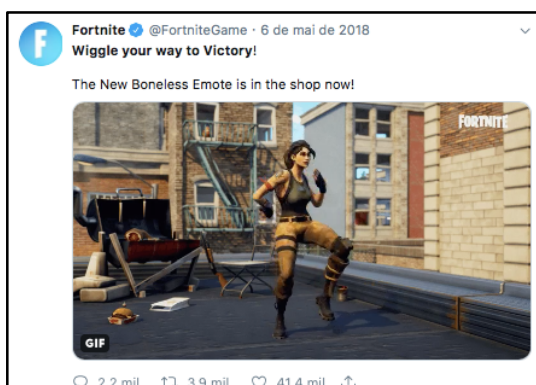 Fortnite @FortniteGame · 6 de mai de 2018
Wiggle your way to Victory!
The New Boneless Emote is in the shop now!
FORTNITE
GIF
2,2 mil 3,9 mil 41,4 mil